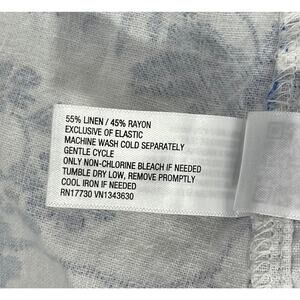 55% LINEN / 45% RAYON
EXCLUSIVE OF ELASTIC
MACHINE WASH COLD SEPARATELY
GENTLE CYCLE
ONLY NON-CHLORINE BLEACH IF NEEDED
TUMBLE DRY LOW, REMOVE PROMPTLY
COOL IRON IF NEEDED
RN17730 VN1343630